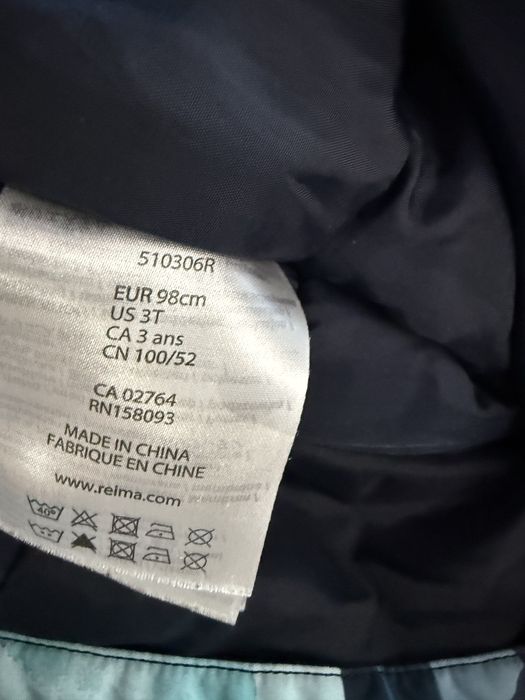 510306R
EUR 98cm
US 3T
CA 3 ans
CN 100/52
CA 02764
RN158093
MADE IN CHINA
FABRIQUE EN CHINE
www.reima.com
40°